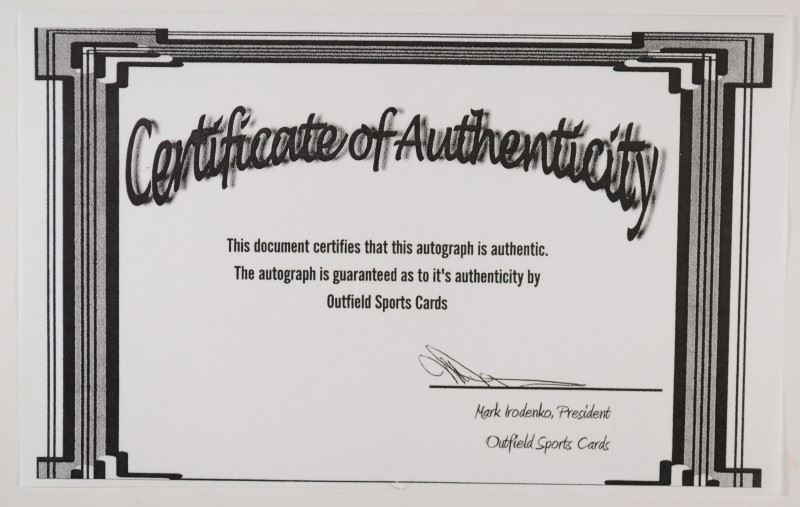 Certificate of Authenticity
This document certifies that this autograph is authentic.
The autograph is guaranteed as to it's authenticity by
Outfield Sports Cards
Mark Irodenko, President
Outfield Sports Cards